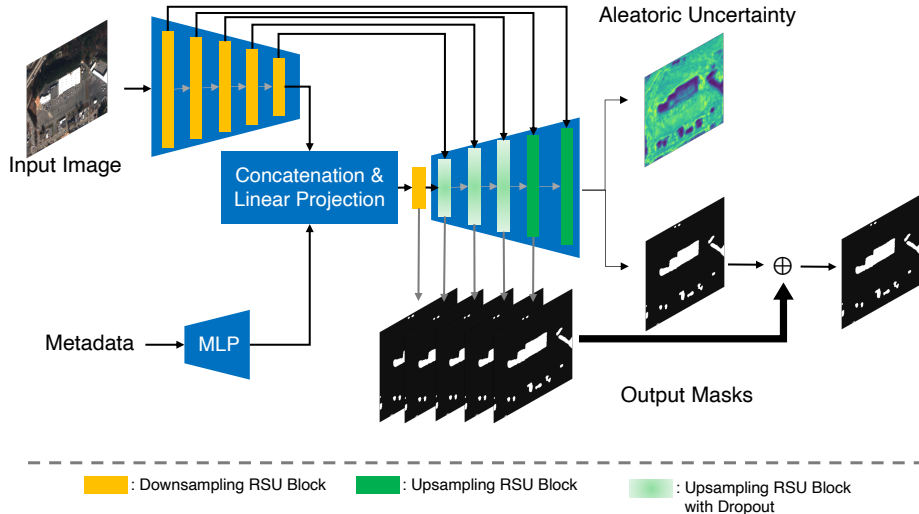 Aleatoric Uncertainty
Input Image
Concatenation &
Linear Projection
Metadata
MLP
Output Masks
: Downsampling RSU Block
: Upsampling RSU Block
: Upsampling RSU Block
with Dropout